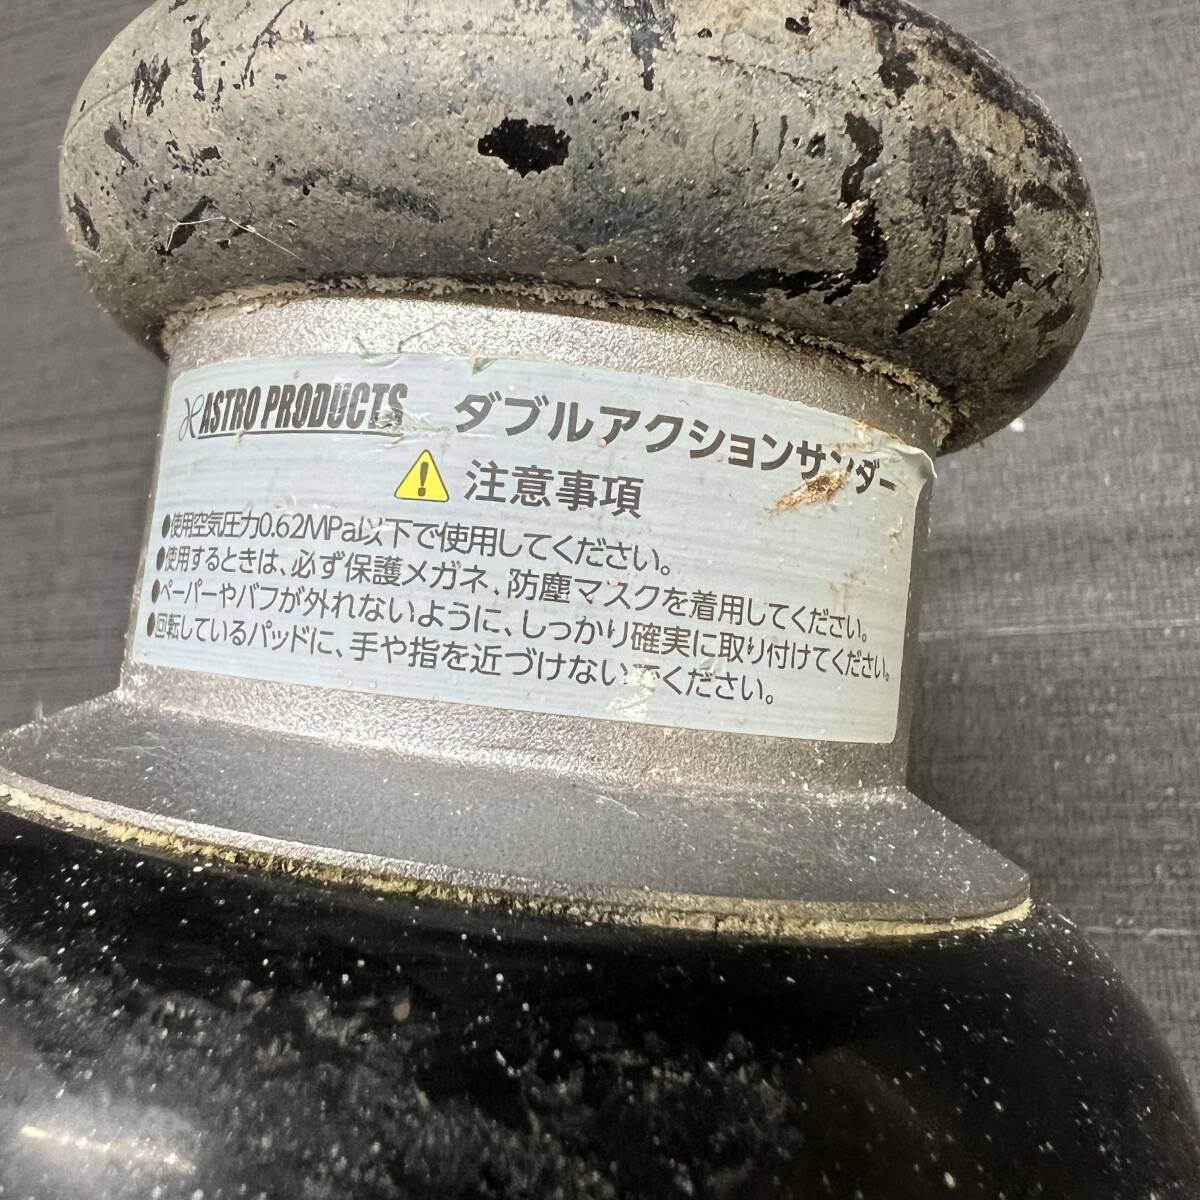 ASTRO PRODUCTS ダブルアクションサンダー
注意事項
●使用空気圧力0.62MPa以下で使用してください。
●使用するときは、必ず保護メガネ、防塵マスクを着用してください。
●ペーパーやバフが外れないように、しっかり確実に取り付けてください。
●回転しているパッドに、手や指を近づけないでください。